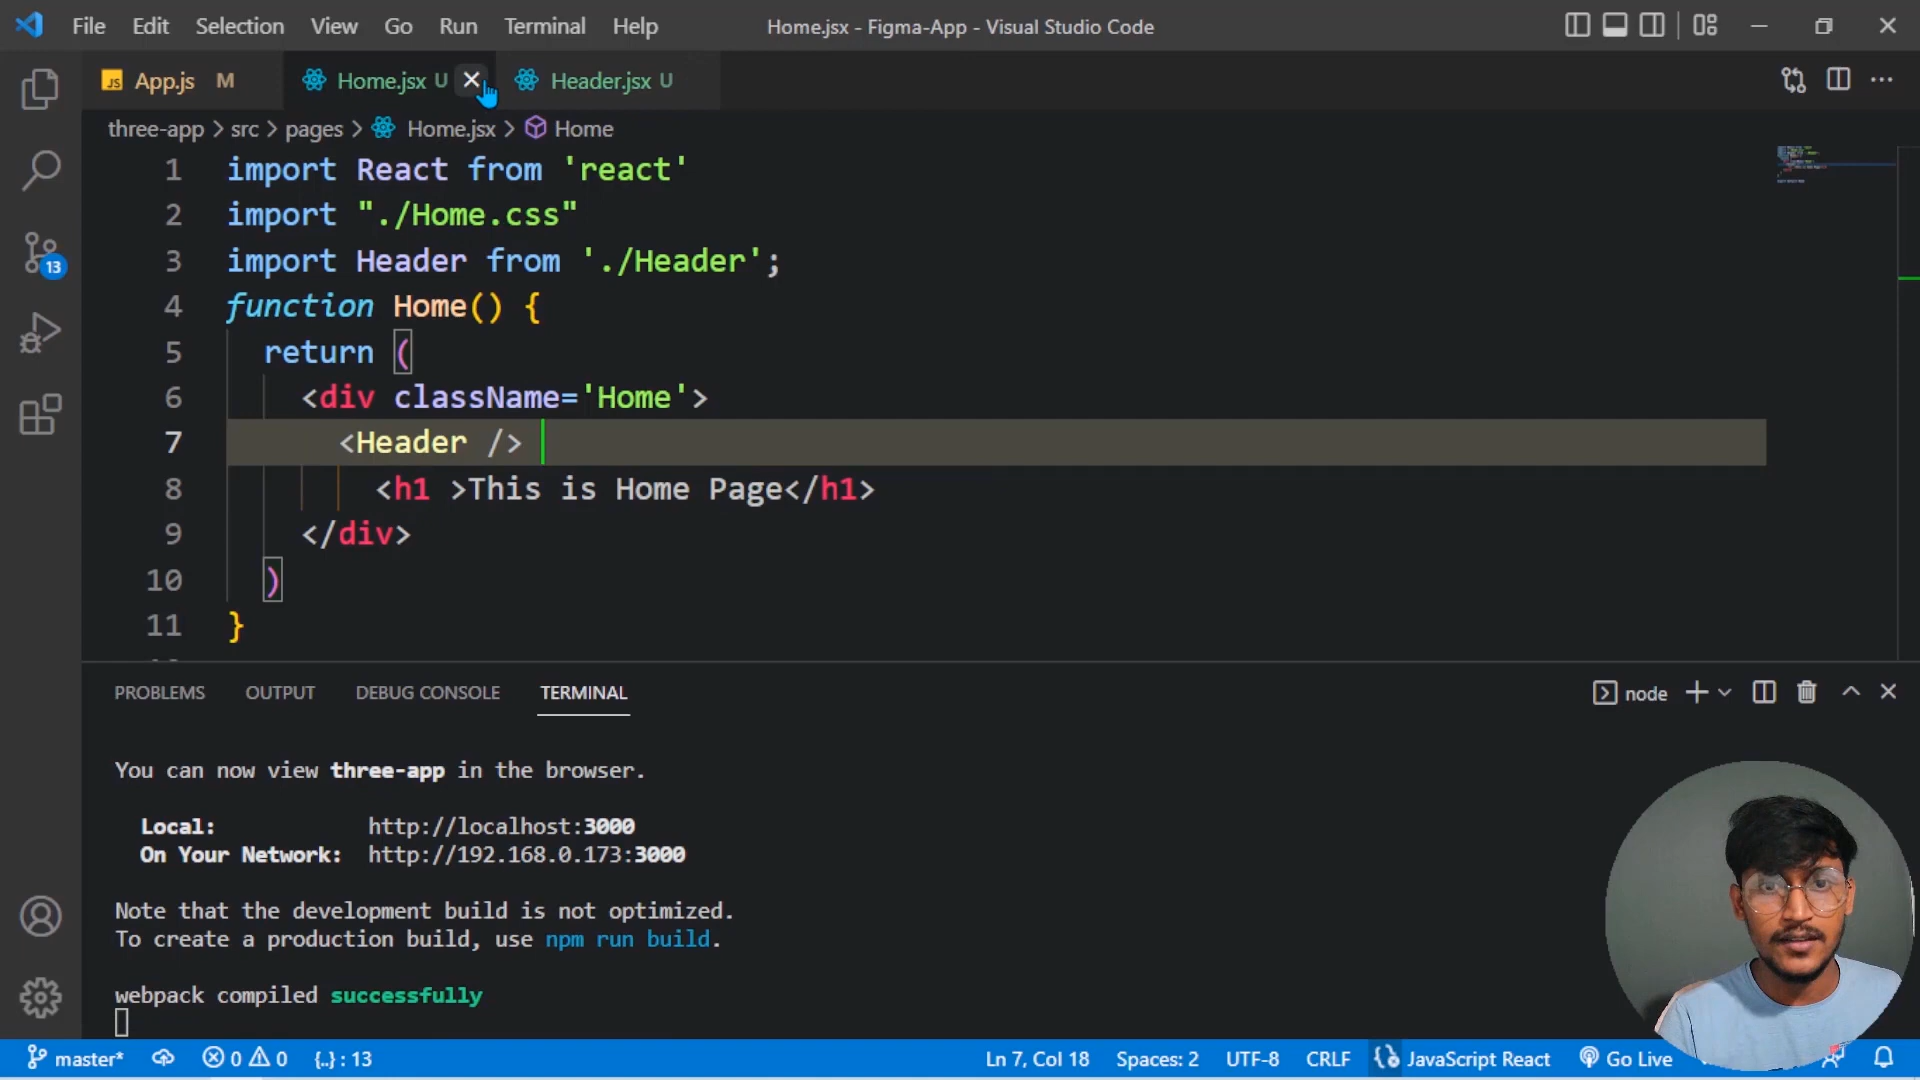 File Edit Selection View Go Run Terminal Help Home.jsx - Figma-App - Visual Studio Code
JS App.js M Home.jsx U Header.jsx U
three-app > src > pages > Home.jsx > Home
1 import React from 'react'
2 import "./Home.css"
3 import Header from './Header';
4 function Home() {
5 return (
6 <div className='Home'>
7 <Header />
8 <h1 >This is Home Page</h1>
9 </div>
10 )
11 }
13
PROBLEMS OUTPUT DEBUG CONSOLE TERMINAL node
You can now view three-app in the browser.
Local: http://localhost:3000
On Your Network: http://192.168.0.173:3000
Note that the development build is not optimized.
To create a production build, use npm run build.
webpack compiled successfully
master* 0 0 {..} : 13 Ln 7, Col 18 Spaces: 2 UTF-8 CRLF JavaScript React Go Live